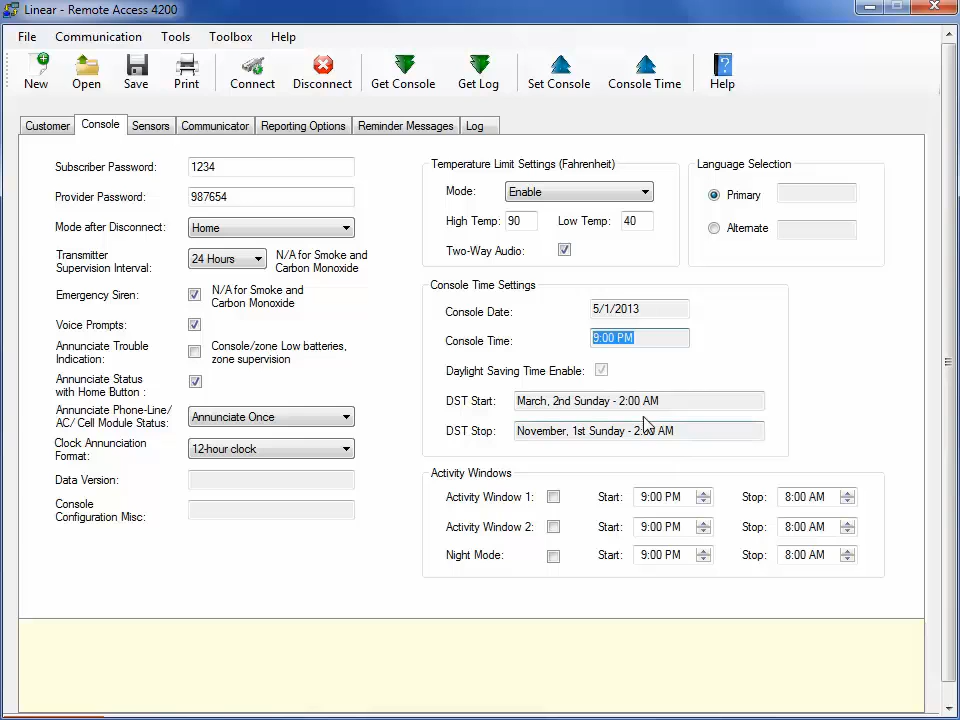 Linear - Remote Access 4200
File Communication Tools Toolbox Help
New Open Save Print Connect Disconnect Get Console Get Log Set Console Console Time Help
Customer Console Sensors Communicator Reporting Options Reminder Messages Log
Subscriber Password: 1234
Provider Password: 987654
Mode after Disconnect: Home
Transmitter
Supervision Interval: 24 Hours N/A for Smoke and
Carbon Monoxide
Emergency Siren: N/A for Smoke and
Carbon Monoxide
Voice Prompts:
Annunciate Trouble
Indication: Console/zone Low batteries,
zone supervision
Annunciate Status
with Home Button :
Annunciate Phone-Line/
AC/ Cell Module Status: Annunciate Once
Clock Annunciation
Format: 12-hour clock
Data Version:
Console
Configuration Misc:
Temperature Limit Settings (Fahrenheit)
Mode: Enable
High Temp: 90 Low Temp: 40
Two-Way Audio:
Language Selection
Primary
Alternate
Console Time Settings
Console Date: 5/1/2013
Console Time: 9:00 PM
Daylight Saving Time Enable:
DST Start: March, 2nd Sunday - 2:00 AM
DST Stop: November, 1st Sunday - 2:00 AM
Activity Windows
Activity Window 1: Start: 9:00 PM Stop: 8:00 AM
Activity Window 2: Start: 9:00 PM Stop: 8:00 AM
Night Mode: Start: 9:00 PM Stop: 8:00 AM